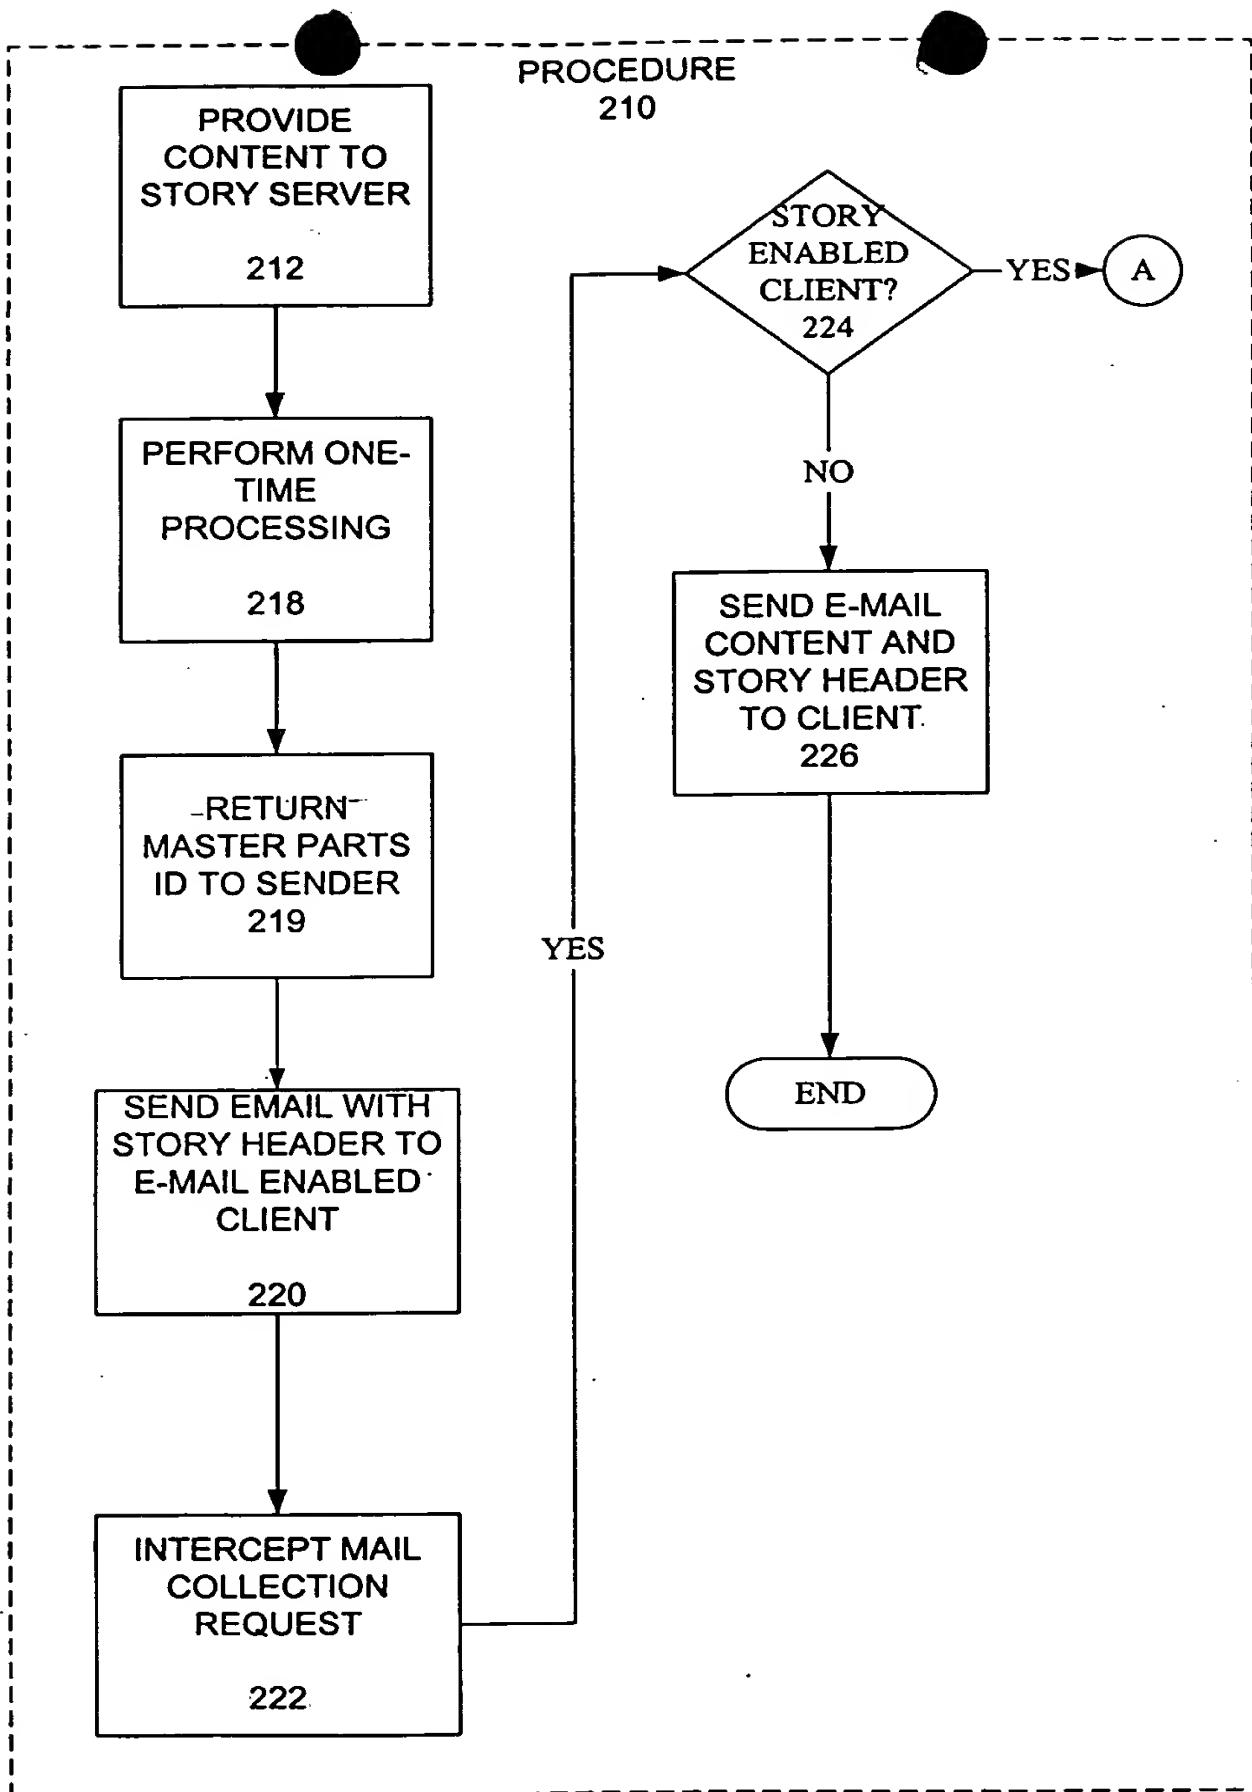 PROCEDURE
210
PROVIDE
CONTENT TO
STORY SERVER
212
PERFORM ONE-
TIME
PROCESSING
218
RETURN
MASTER PARTS
ID TO SENDER
219
SEND EMAIL WITH
STORY HEADER TO
E-MAIL ENABLED
CLIENT
220
INTERCEPT MAIL
COLLECTION
REQUEST
222
YES
STORY
ENABLED
CLIENT?
224
YES
A
NO
SEND E-MAIL
CONTENT AND
STORY HEADER
TO CLIENT
226
END